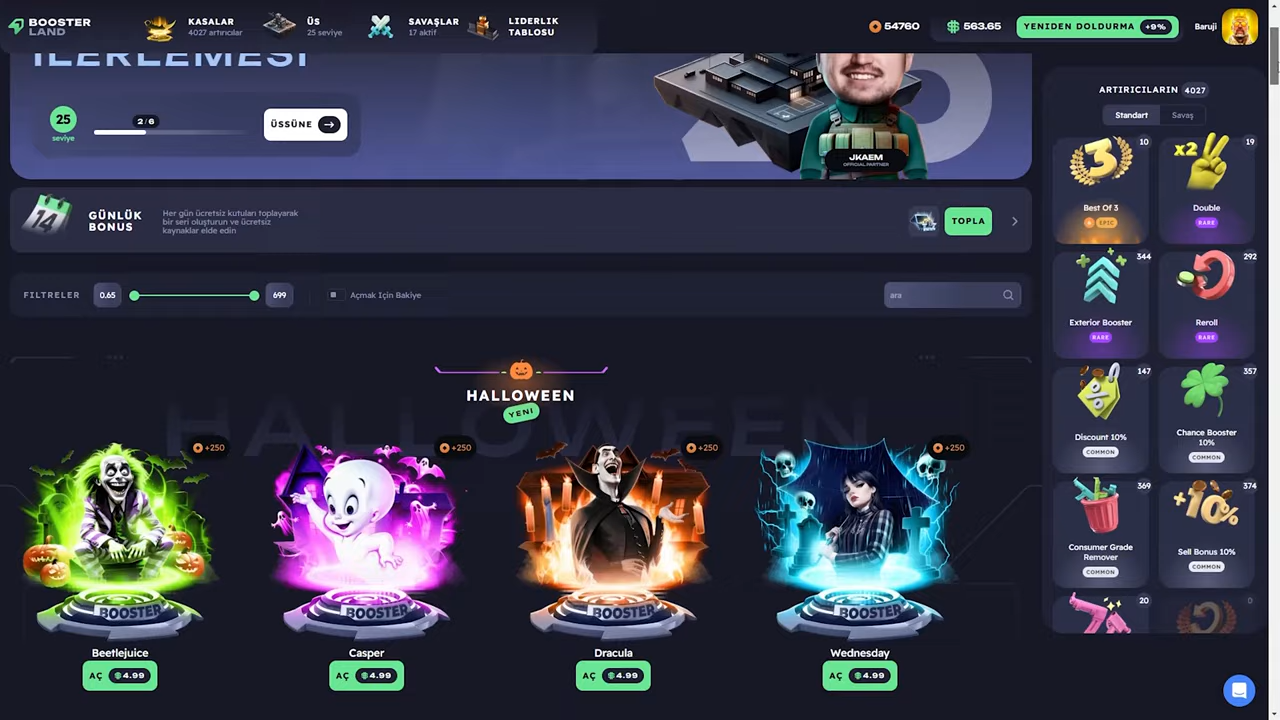 BOOSTER
LAND
KASALAR
4027 artırıcılar
ÜS
25 seviye
SAVAŞLAR
17 aktif
LIDERLIK
TABLOSU
54760
563.65
YENIDEN DOLDURMA +9%
Baruji
ILERLEMESI
25
seviye
2/6
ÜSSÜNE
JKAEM
OFFICIAL PARTNER
14
GÜNLÜK
BONUS
Her gün ücretsiz kutuları toplayarak
bir seri oluşturun ve ücretsiz
kaynaklar elde edin
TOPLA
FILTRELER
0.65
699
Açmak İçin Bakiye
ara
HALLOWEEN
HALLOWEEN
YENI
+250
+250
+250
+250
BOOSTER
BOOSTER
BOOSTER
BOOSTER
Beetlejuice
Casper
Dracula
Wednesday
AÇ 4.99
AÇ 4.99
AÇ 4.99
AÇ 4.99
ARTIRICILARIN 4027
Standart
Savaş
10
3
Best Of 3
EPIC
19
x2
Double
RARE
344
Exterior Booster
RARE
292
Reroll
RARE
147
%
Discount 10%
COMMON
357
Chance Booster
10%
COMMON
369
Consumer Grade
Remover
COMMON
374
+10%
Sell Bonus 10%
COMMON
20
0